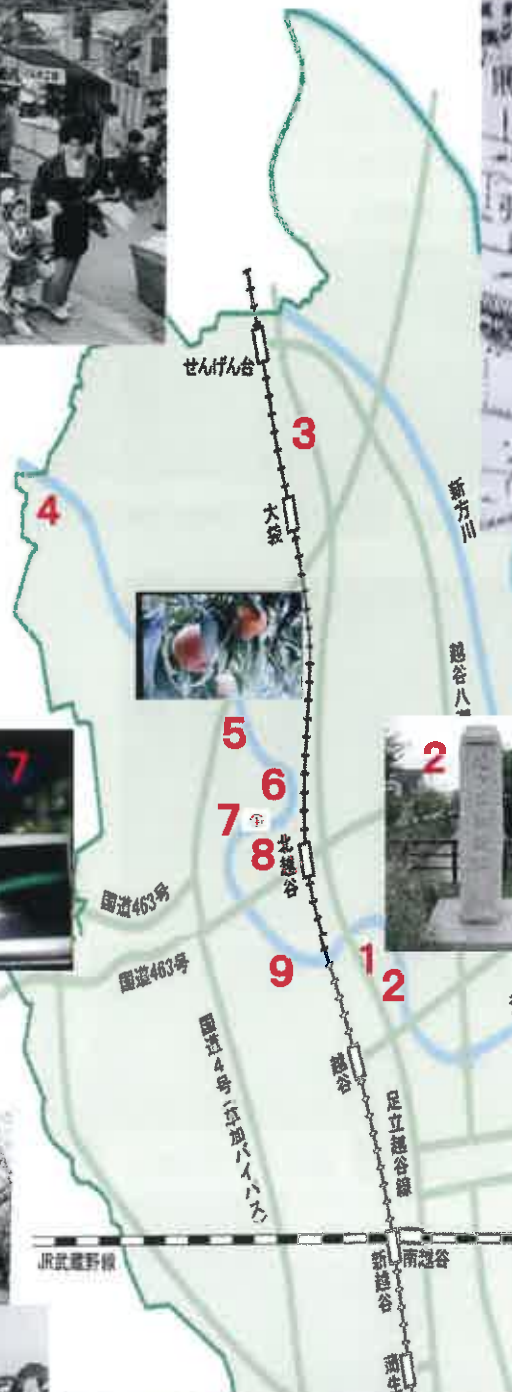 せんげん台
3
4
大袋
新方川
越谷八
5
6
7
8
北越谷
7
2
国道463号
国道463号
9
1
2
越谷
国道4号(草加バイパス)
足立越谷線
JR武蔵野線
南越谷
新越谷
蒲生